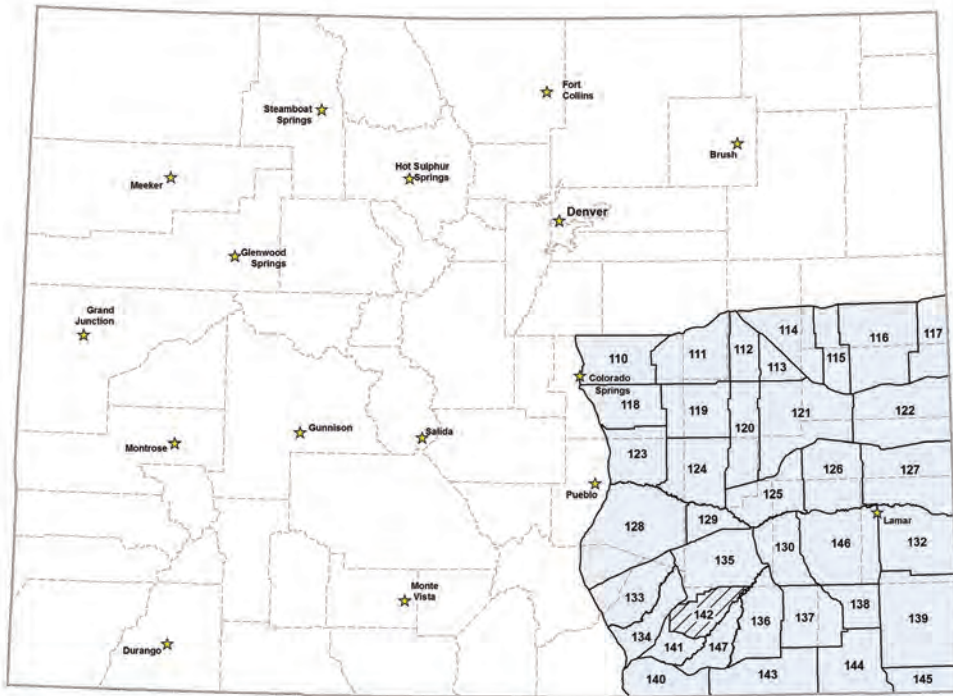 Fort
Collins
Steamboat
Springs
Brush
Hot Sulphur
Springs
Meeker
Denver
Glenwood
Springs
Grand
Junction
110
111
112
113
114
115
116
117
Colorado
Springs
118
119
120
121
122
Gunnison
Salida
Montrose
123
124
125
126
127
Pueblo
Lamar
128
129
130
146
132
135
133
Monte
Vista
142
134
141
147
136
137
138
139
Durango
140
143
144
145